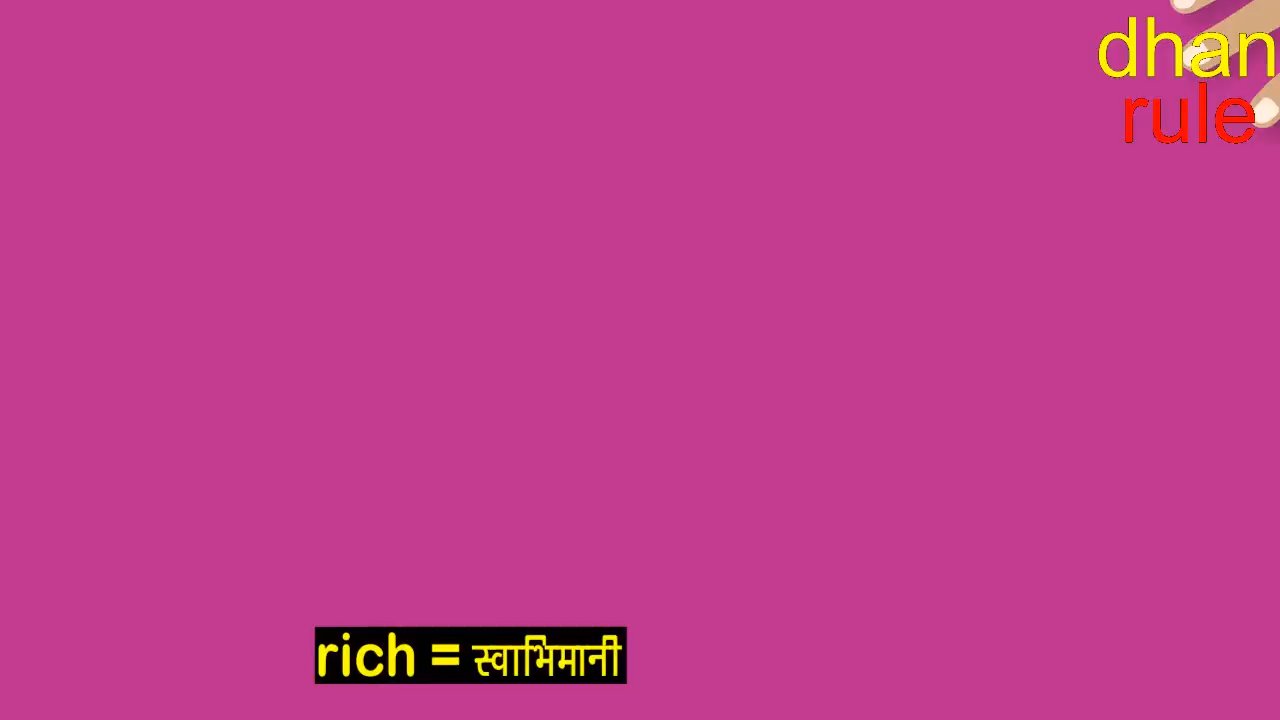 dhan
rule
rich = स्वाभिमानी